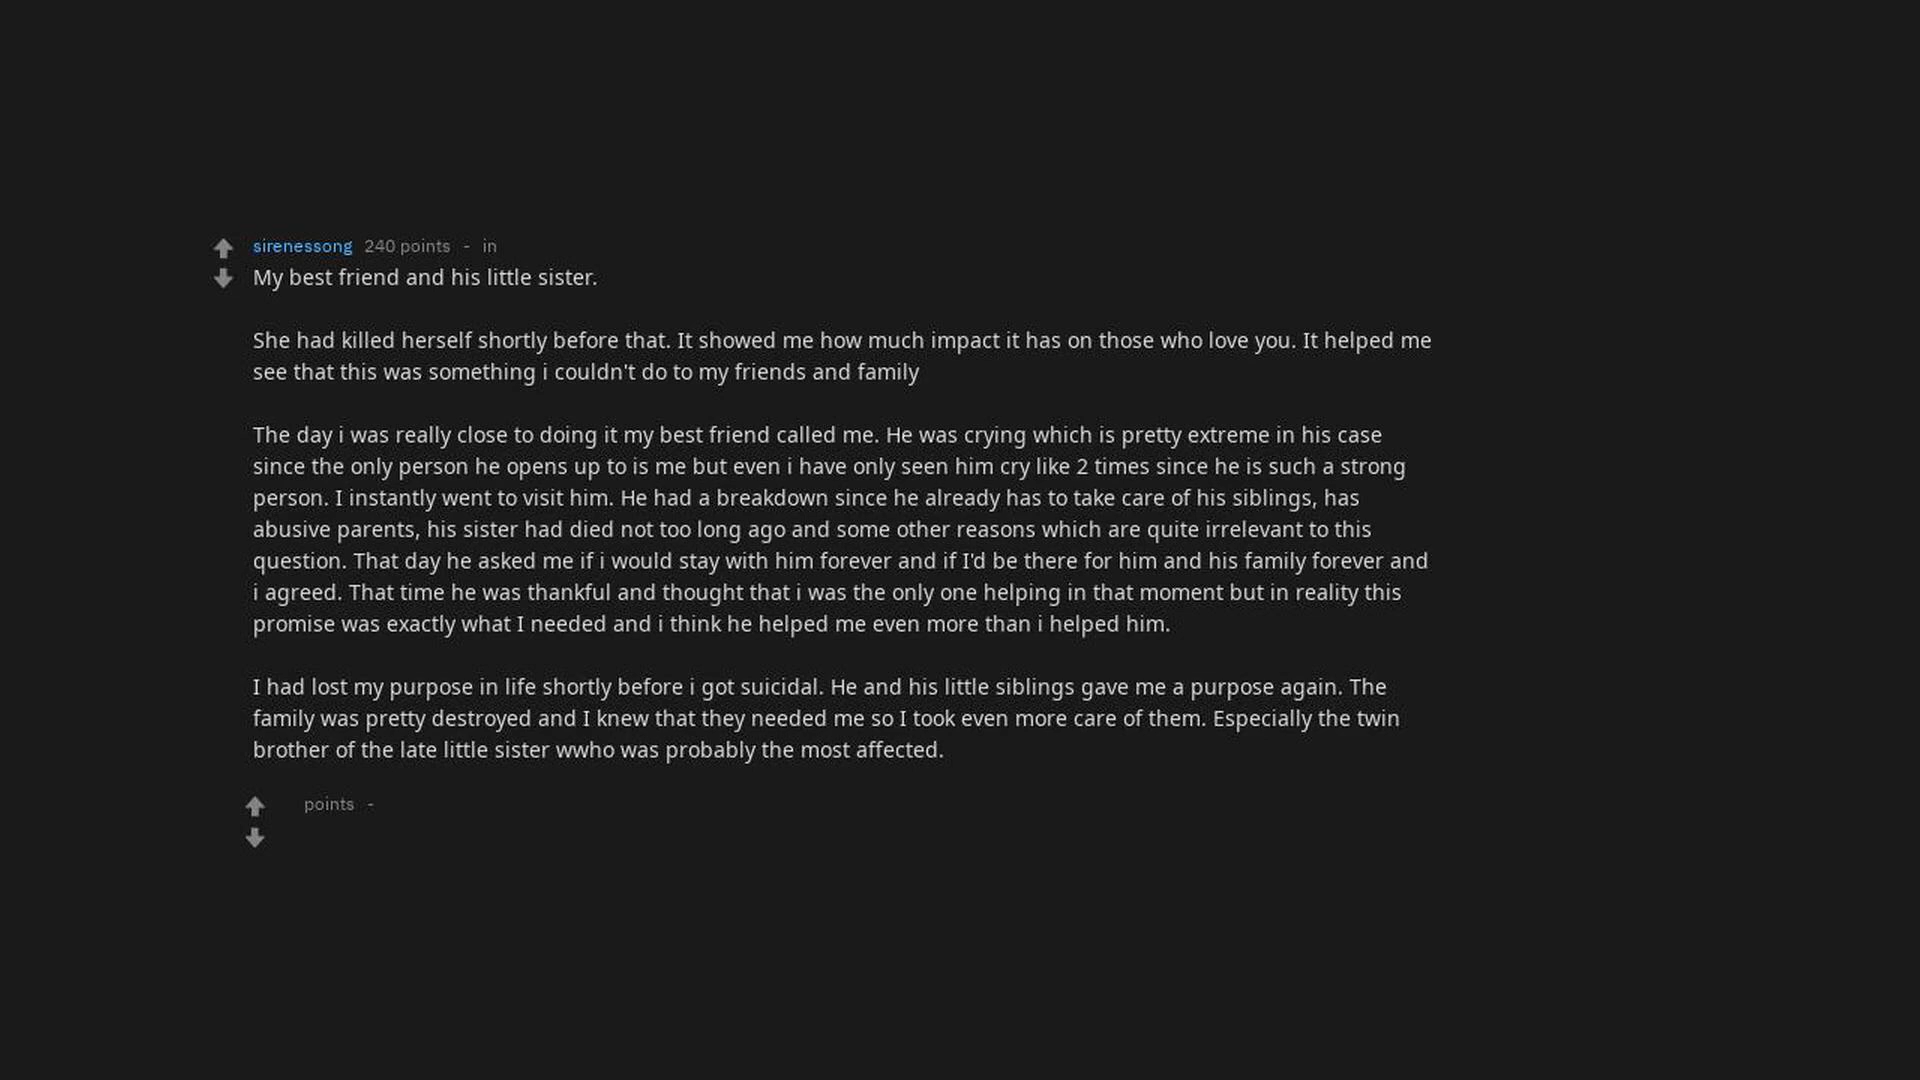 sirenessong 240 points - in
My best friend and his little sister.
She had killed herself shortly before that. It showed me how much impact it has on those who love you. It helped me
see that this was something i couldn't do to my friends and family
The day i was really close to doing it my best friend called me. He was crying which is pretty extreme in his case
since the only person he opens up to is me but even i have only seen him cry like 2 times since he is such a strong
person. I instantly went to visit him. He had a breakdown since he already has to take care of his siblings, has
abusive parents, his sister had died not too long ago and some other reasons which are quite irrelevant to this
question. That day he asked me if i would stay with him forever and if I'd be there for him and his family forever and
i agreed. That time he was thankful and thought that i was the only one helping in that moment but in reality this
promise was exactly what I needed and i think he helped me even more than i helped him.
I had lost my purpose in life shortly before i got suicidal. He and his little siblings gave me a purpose again. The
family was pretty destroyed and I knew that they needed me so I took even more care of them. Especially the twin
brother of the late little sister wwho was probably the most affected.
points -